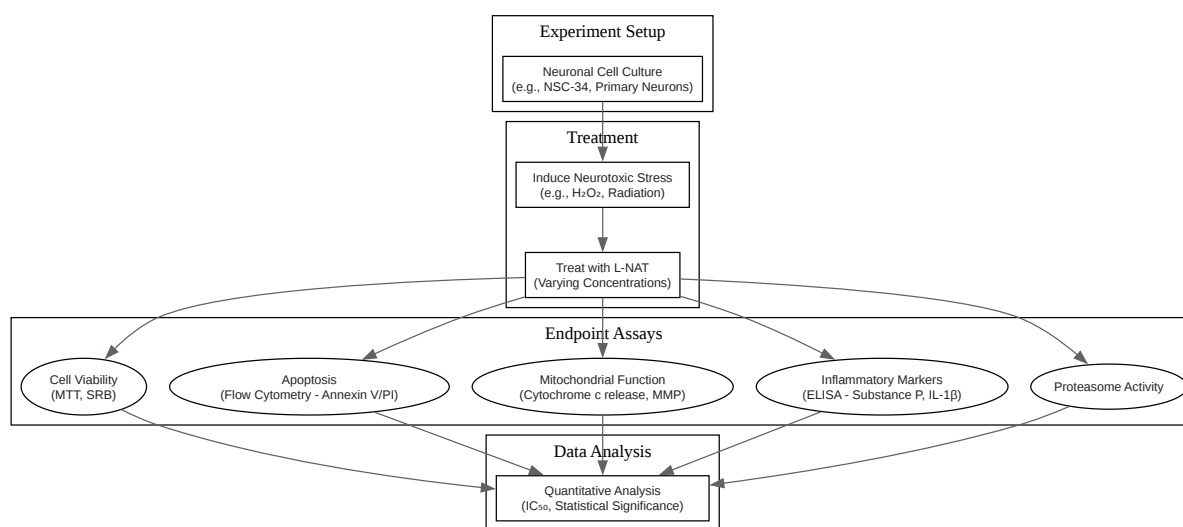 Experiment Setup
Neuronal Cell Culture
(e.g., NSC-34, Primary Neurons)
Treatment
Induce Neurotoxic Stress
(e.g., H₂O₂, Radiation)
Treat with L-NAT
(Varying Concentrations)
Endpoint Assays
Cell Viability
(MTT, SRB)
Apoptosis
(Flow Cytometry - Annexin V/PI)
Mitochondrial Function
(Cytochrome c release, MMP)
Inflammatory Markers
(ELISA - Substance P, IL-1β)
Proteasome Activity
Data Analysis
Quantitative Analysis
(IC₅₀, Statistical Significance)